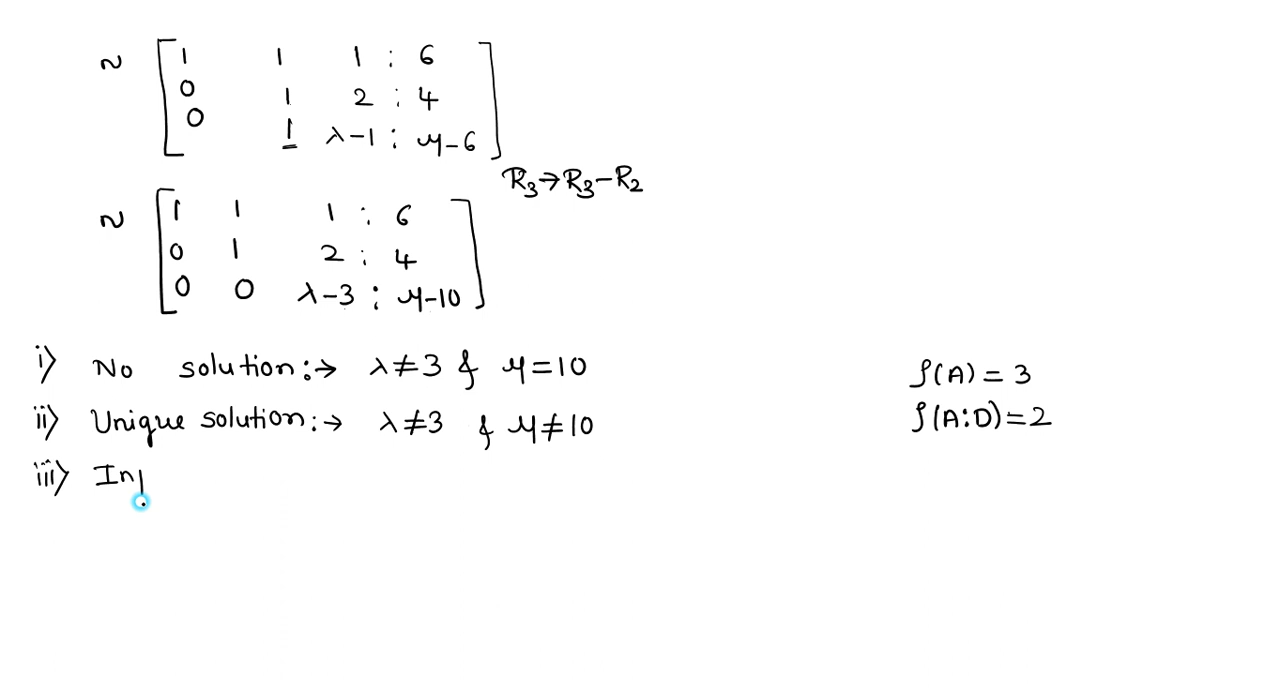 ~ [ 1 1 1 : 6
0 1 2 : 4
0 1 λ-1 : μ-6 ]
R₃→R₃-R₂
~ [ 1 1 1 : 6
0 1 2 : 4
0 0 λ-3 : μ-10 ]
i) No solution :→ λ≠3 & μ=10
ρ(A) = 3
ii) Unique solution :→ λ≠3 & μ≠10
ρ(A:D)=2
iii) In